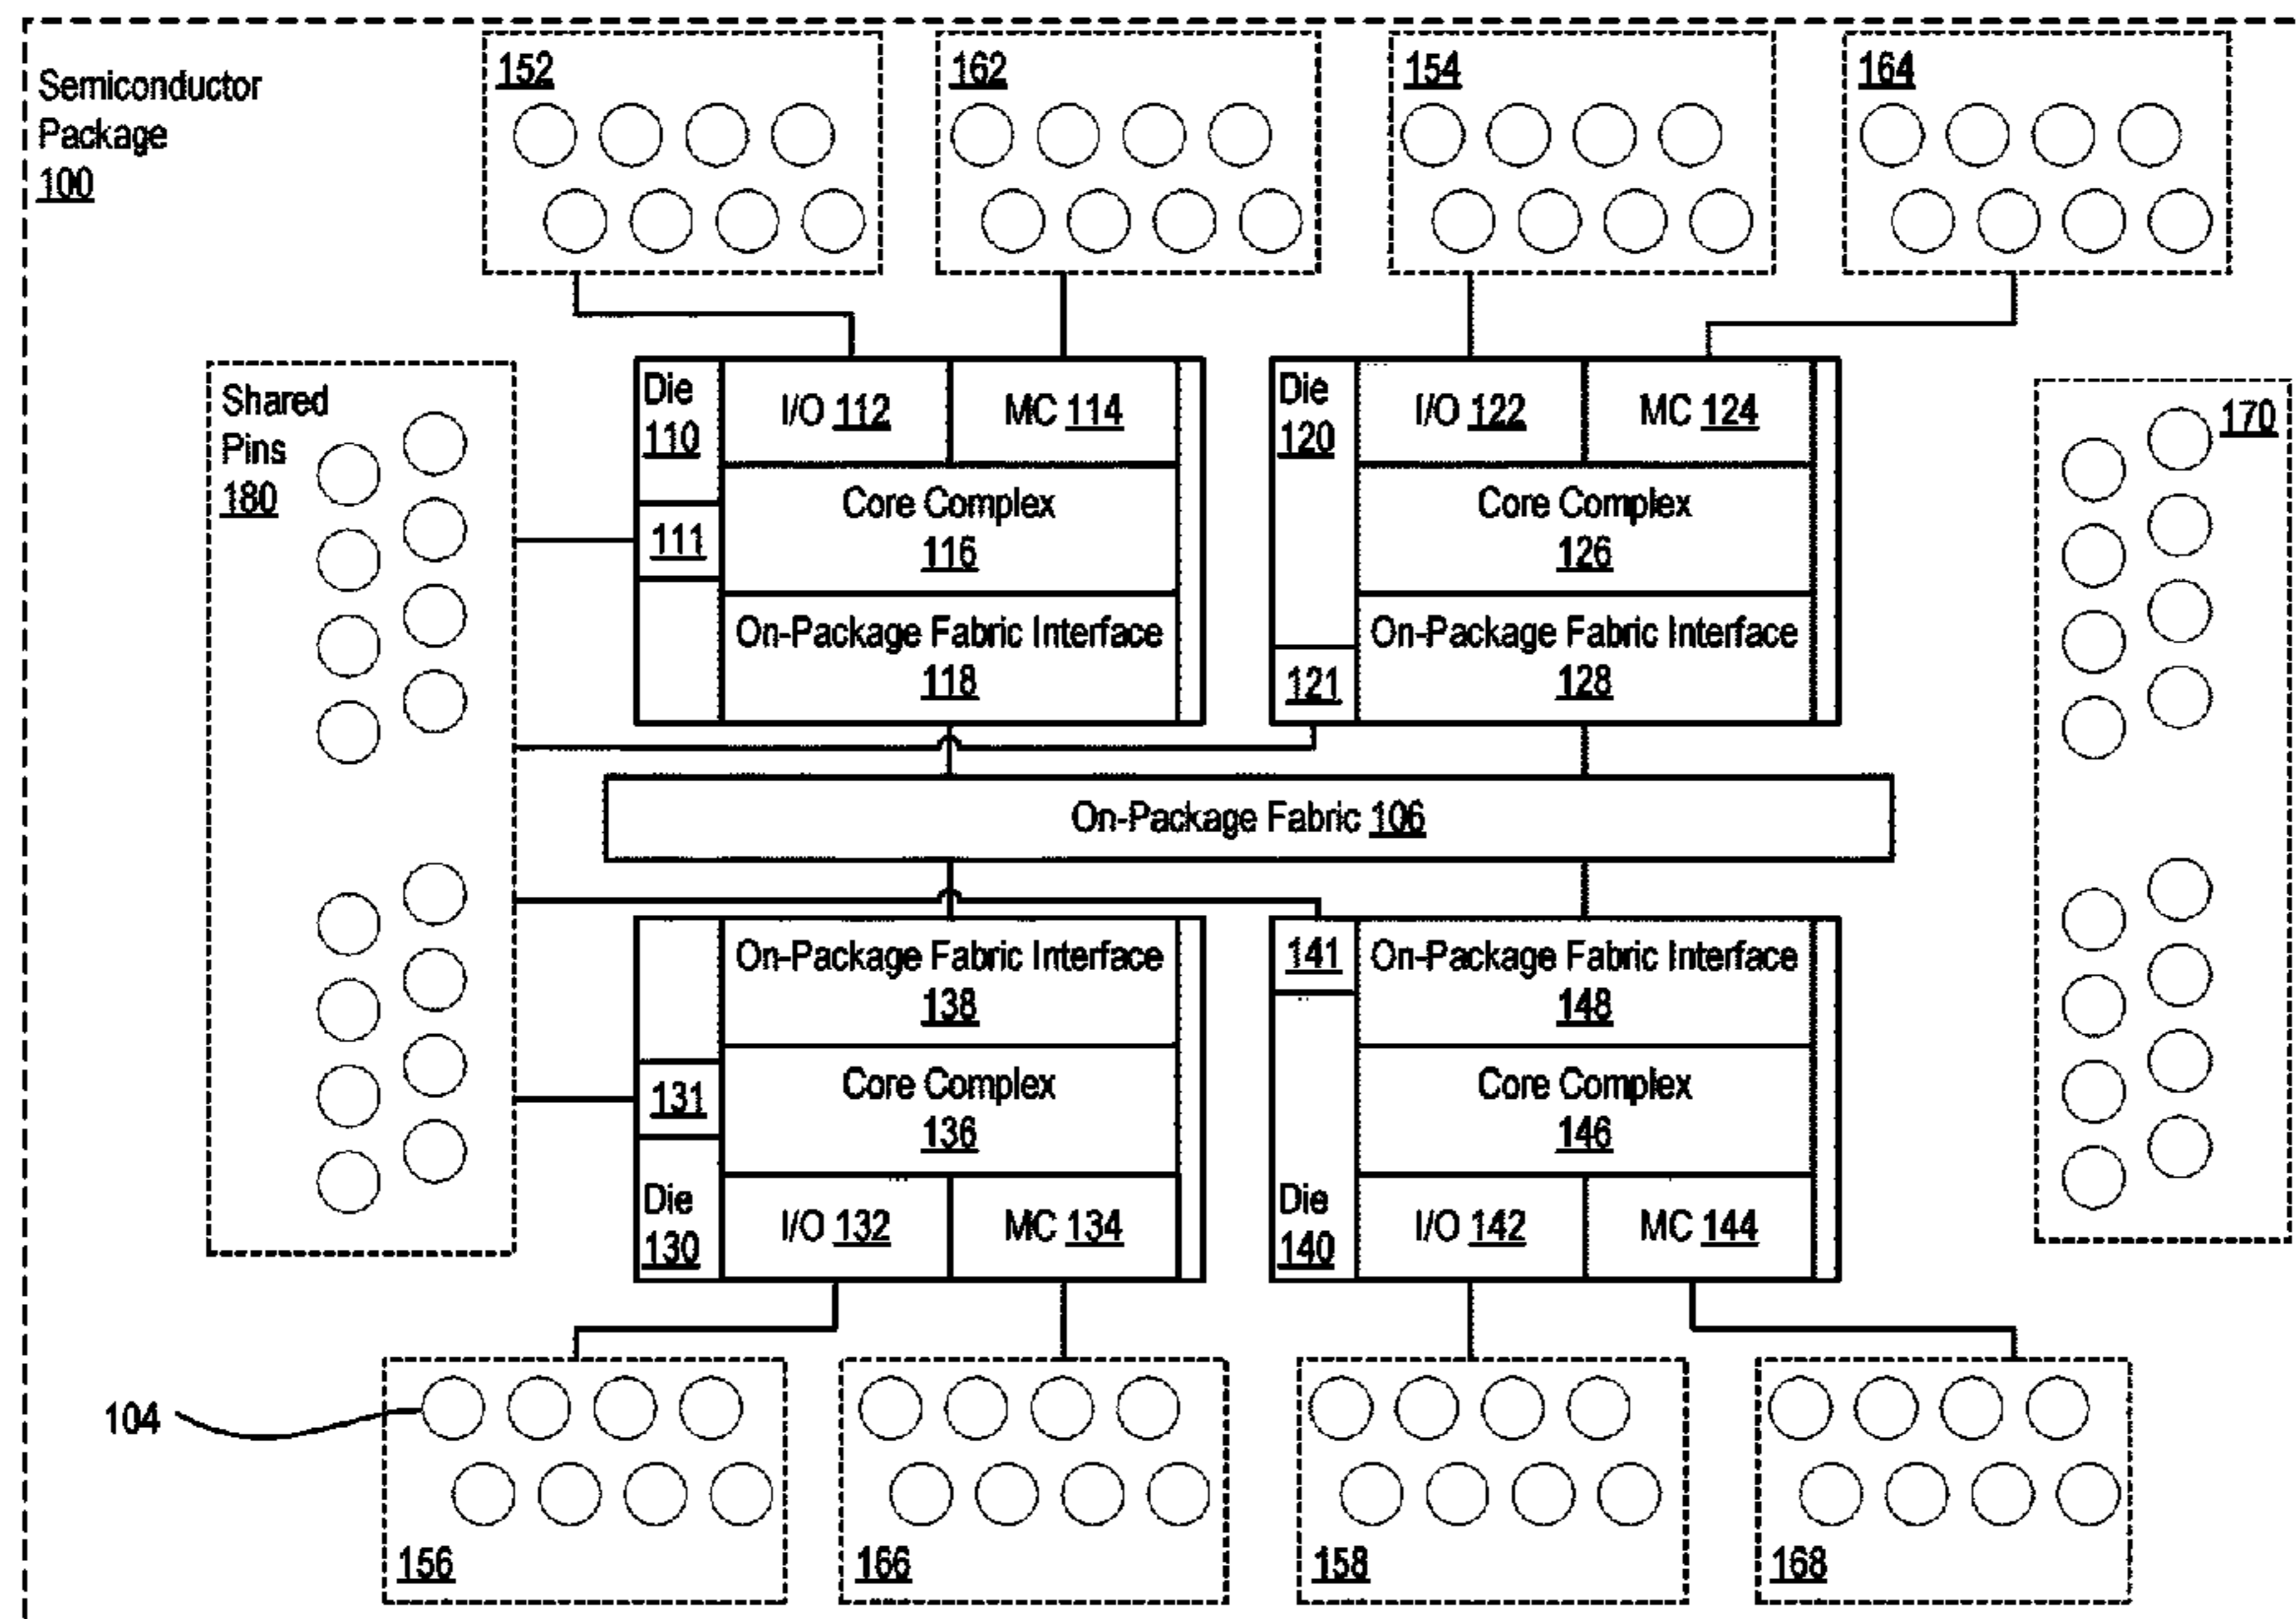 Semiconductor
Package
100
152
162
154
164
Shared
Pins
180
Die
110
I/O 112
MC 114
Core Complex
116
111
On-Package Fabric Interface
118
Die
120
I/O 122
MC 124
Core Complex
126
On-Package Fabric Interface
128
121
170
On-Package Fabric 106
On-Package Fabric Interface
138
Core Complex
136
131
Die
130
I/O 132
MC 134
141
On-Package Fabric Interface
148
Core Complex
146
Die
140
I/O 142
MC 144
104
156
166
158
168